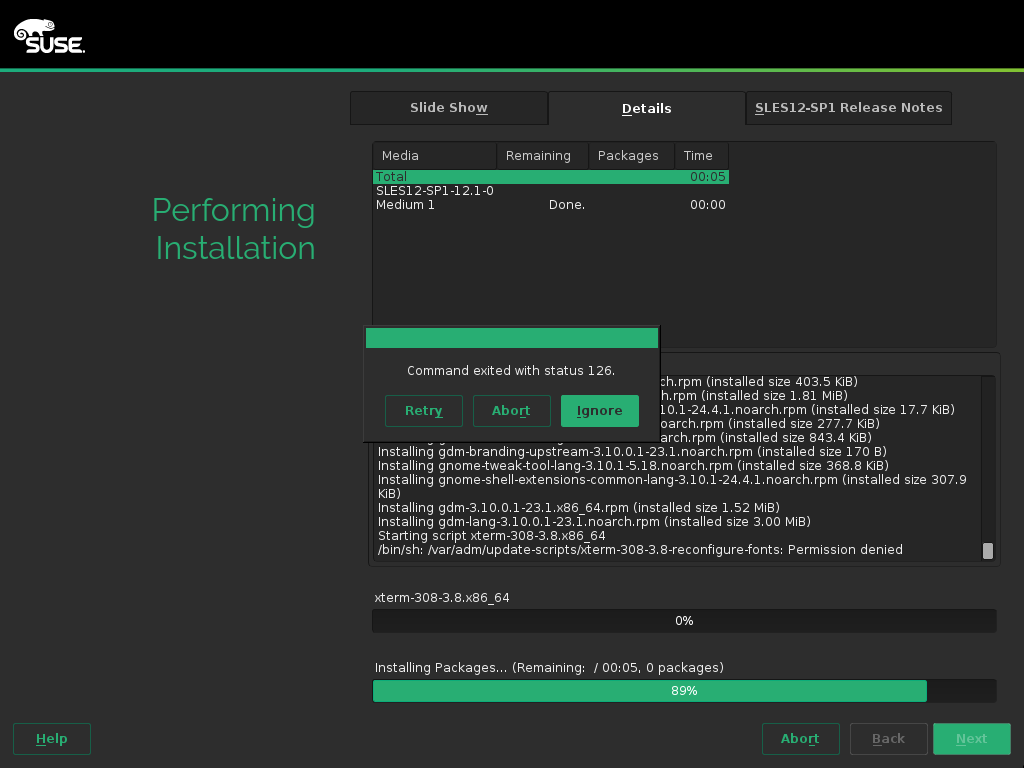 SUSE.
Slide Show
Details
SLES12-SP1 Release Notes
Performing
Installation
Media Remaining Packages Time
Total 00:05
SLES12-SP1-12.1-0
Medium 1 Done. 00:00
Command exited with status 126.
Retry Abort Ignore
rch.rpm (installed size 403.5 KiB)
h.rpm (installed size 1.81 MiB)
10.1-24.4.1.noarch.rpm (installed size 17.7 KiB)
oarch.rpm (installed size 277.7 KiB)
arch.rpm (installed size 843.4 KiB)
Installing gdm-branding-upstream-3.10.0.1-23.1.noarch.rpm (installed size 170 B)
Installing gnome-tweak-tool-lang-3.10.1-5.18.noarch.rpm (installed size 368.8 KiB)
Installing gnome-shell-extensions-common-lang-3.10.1-24.4.1.noarch.rpm (installed size 307.9
KiB)
Installing gdm-3.10.0.1-23.1.x86_64.rpm (installed size 1.52 MiB)
Installing gdm-lang-3.10.0.1-23.1.noarch.rpm (installed size 3.00 MiB)
Starting script xterm-308-3.8.x86_64
/bin/sh: /var/adm/update-scripts/xterm-308-3.8-reconfigure-fonts: Permission denied
xterm-308-3.8.x86_64
0%
Installing Packages... (Remaining:  / 00:05, 0 packages)
89%
Help Abort Back Next